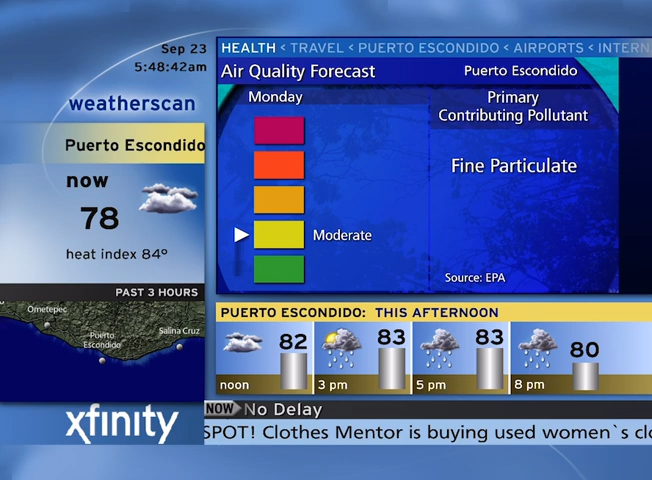 Sep 23
5:48:42am
weatherscan
Puerto Escondido
now
78
heat index 84°
PAST 3 HOURS
Ometepec
Puerto
Escondido
Salina Cruz
xfinity
HEALTH < TRAVEL < PUERTO ESCONDIDO < AIRPORTS < INTERN
Air Quality Forecast
Puerto Escondido
Monday
Primary
Contributing Pollutant
Fine Particulate
Moderate
Source: EPA
PUERTO ESCONDIDO: THIS AFTERNOON
82
83
83
80
noon
3 pm
5 pm
8 pm
NOW
No Delay
SPOT! Clothes Mentor is buying used women`s clo